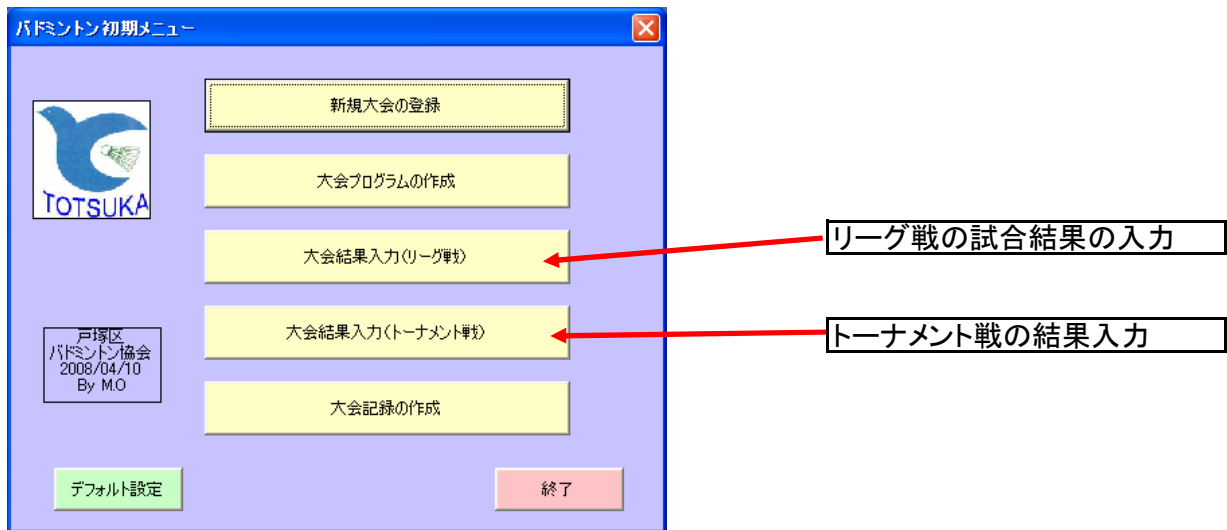 バドミントン初期メニュー
新規大会の登録
TOTSUKA
大会プログラムの作成
大会結果入力(リーグ戦)
リーグ戦の試合結果の入力
大会結果入力(トーナメント戦)
トーナメント戦の結果入力
戸塚区
バドミントン協会
2008/04/10
By M.O
大会記録の作成
デフォルト設定
終了